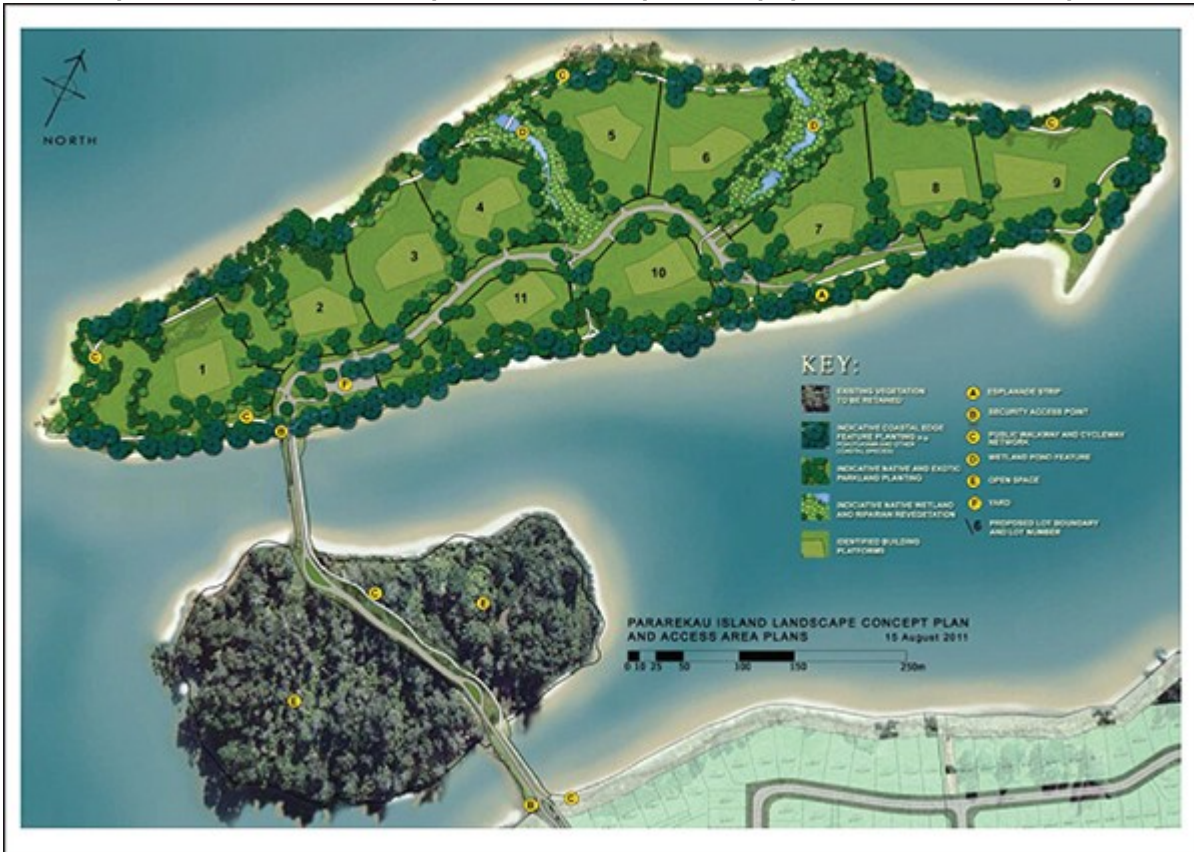 NORTH
1
2
3
4
5
6
7
8
9
10
11
A
B
B
C
C
C
C
C
C
D
D
E
E
F
KEY:
EXISTING VEGETATION
TO BE RETAINED
INDICATIVE COASTAL EDGE
FEATURE PLANTING (e.g.
COASTAL SPECIES)
INDICATIVE NATIVE AND EXOTIC
PARKLAND PLANTING
INDICIATIVE NATIVE WETLAND
AND RIPARIAN REVEGETATION
IDENTIFIED BUILDING
PLATFORMS
A ESPLANADE STRIP
B SECURITY ACCESS POINT
C PUBLIC WALKWAY AND CYCLEWAY
NETWORK
D WETLAND POND FEATURE
E OPEN SPACE
F YARD
6 PROPOSED LOT BOUNDARY
AND LOT NUMBER
PARAREKAU ISLAND LANDSCAPE CONCEPT PLAN
AND ACCESS AREA PLANS 15 August 2011
0 10 25 50 100 150 250m